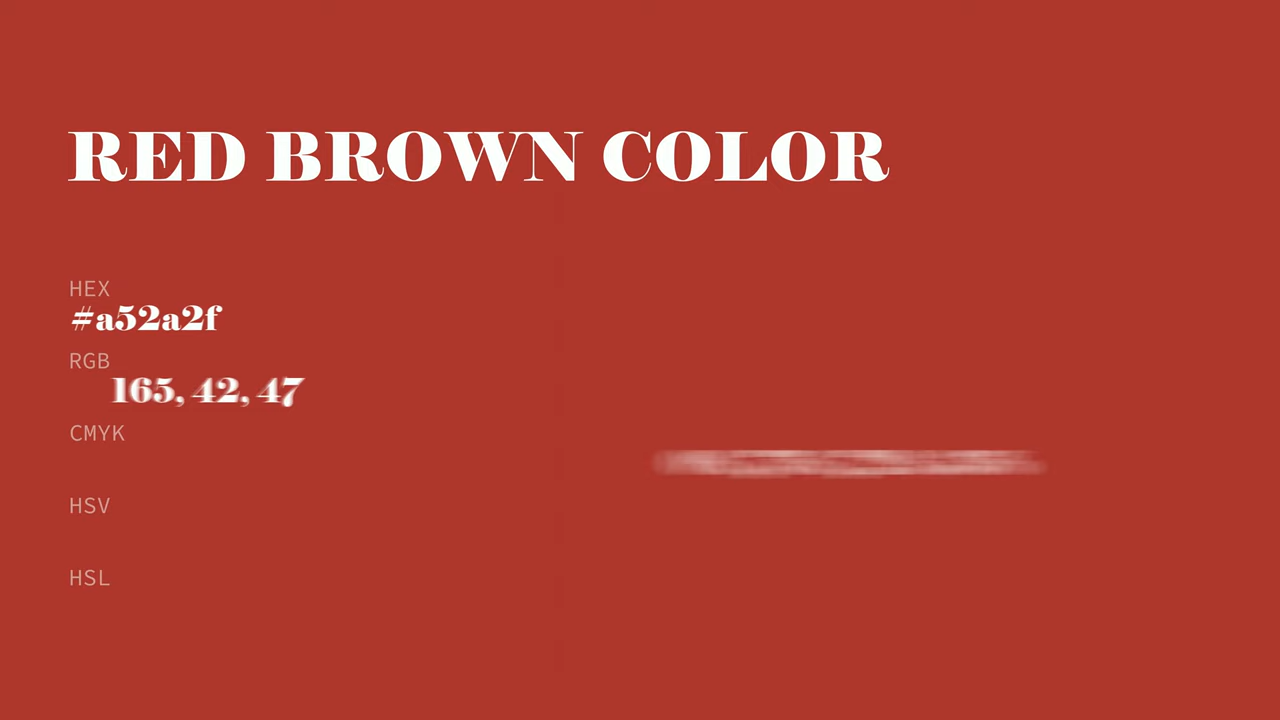 RED BROWN COLOR
HEX
#a52a2f
RGB
165, 42, 47
CMYK
HSV
HSL